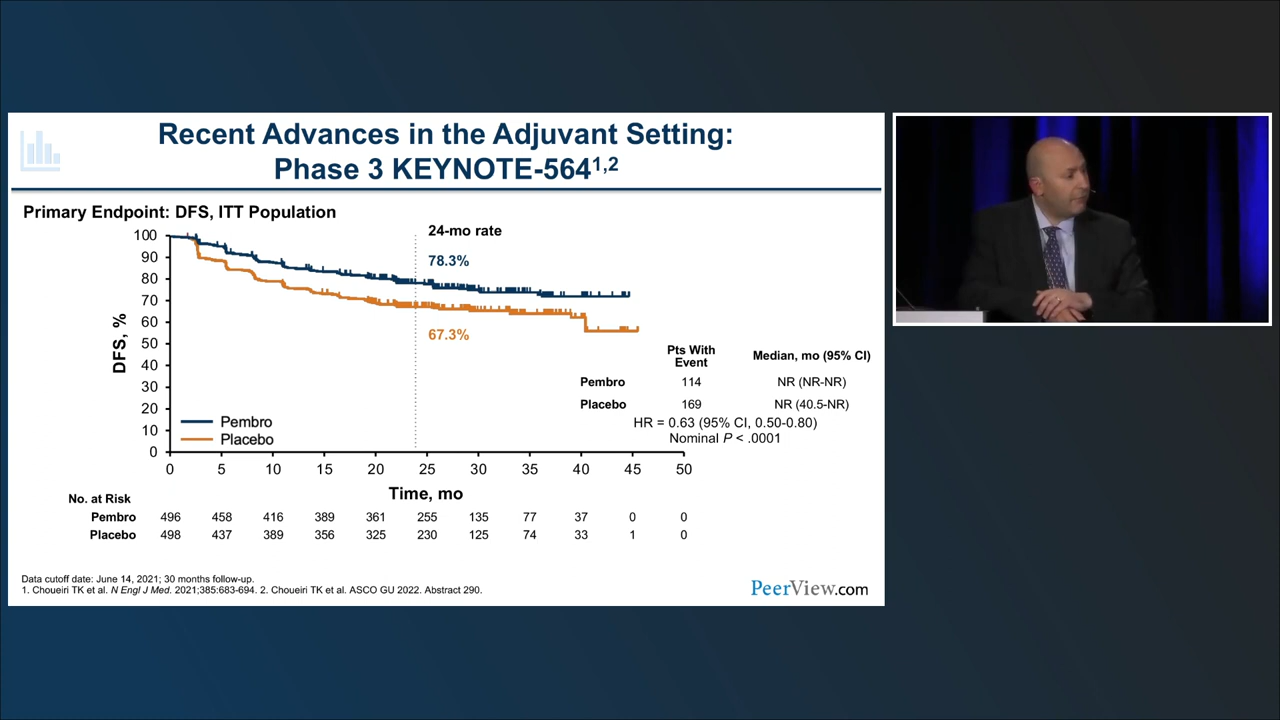 Recent Advances in the Adjuvant Setting:
Phase 3 KEYNOTE-564¹,²
Primary Endpoint: DFS, ITT Population
24-mo rate
78.3%
67.3%
DFS, %
100
90
80
70
60
50
40
30
20
10
0
Pembro
Placebo
0 5 10 15 20 25 30 35 40 45 50
Time, mo
Pts With
Event
Median, mo (95% CI)
Pembro 114 NR (NR-NR)
Placebo 169 NR (40.5-NR)
HR = 0.63 (95% CI, 0.50-0.80)
Nominal P < .0001
No. at Risk
Pembro 496 458 416 389 361 255 135 77 37 0 0
Placebo 498 437 389 356 325 230 125 74 33 1 0
Data cutoff date: June 14, 2021; 30 months follow-up.
1. Choueiri TK et al. N Engl J Med. 2021;385:683-694. 2. Choueiri TK et al. ASCO GU 2022. Abstract 290.
PeerView.com